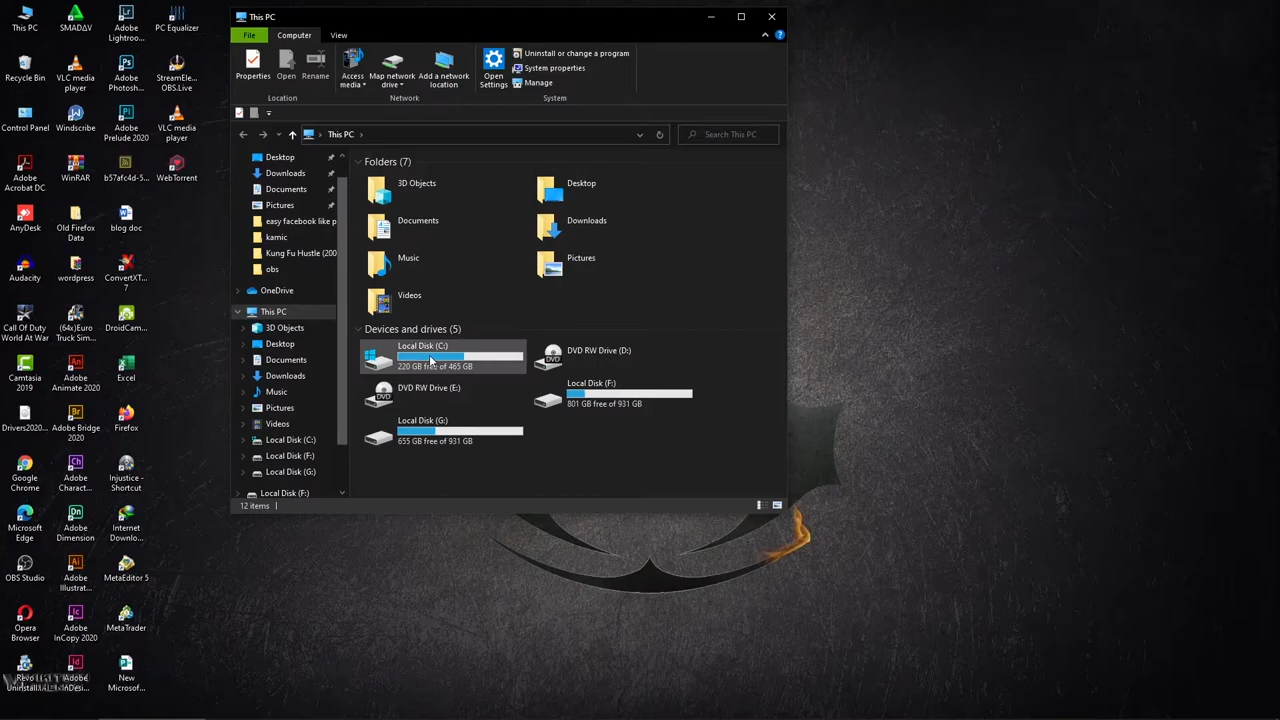 This PC
SMADΔV
Adobe Lightroo...
PC Equalizer
Recycle Bin
VLC media player
Adobe Photosh...
StreamEle... OBS.Live
Control Panel
Windscribe
Adobe Prelude 2020
VLC media player
Adobe Acrobat DC
WinRAR
b57afc4d-5...
WebTorrent
AnyDesk
Old Firefox Data
blog doc
Audacity
wordpress
ConvertXT... 7
Call Of Duty World At War
(64x)Euro Truck Sim...
DroidCam...
Camtasia 2019
Adobe Animate 2020
Excel
Drivers2020...
Adobe Bridge 2020
Firefox
Google Chrome
Adobe Charact...
Injustice - Shortcut
Microsoft Edge
Adobe Dimension
Internet Downlo...
OBS Studio
Adobe Illustrat...
MetaEditor 5
Opera Browser
Adobe InCopy 2020
MetaTrader
Revo Uninstall...
Adobe InDesi...
New Microsof...
This PC
File
Computer
View
Properties
Open
Rename
Location
Access media
Map network drive
Add a network location
Network
Open Settings
Uninstall or change a program
System properties
Manage
System
This PC
Search This PC
Desktop
Downloads
Documents
Pictures
easy facebook like p
kamic
Kung Fu Hustle (200
obs
OneDrive
This PC
3D Objects
Desktop
Documents
Downloads
Music
Pictures
Videos
Local Disk (C:)
Local Disk (F:)
Local Disk (G:)
Local Disk (F:)
Folders (7)
3D Objects
Desktop
Documents
Downloads
Music
Pictures
Videos
Devices and drives (5)
Local Disk (C:)
220 GB free of 465 GB
DVD RW Drive (D:)
DVD RW Drive (E:)
Local Disk (F:)
801 GB free of 931 GB
Local Disk (G:)
655 GB free of 931 GB
12 items